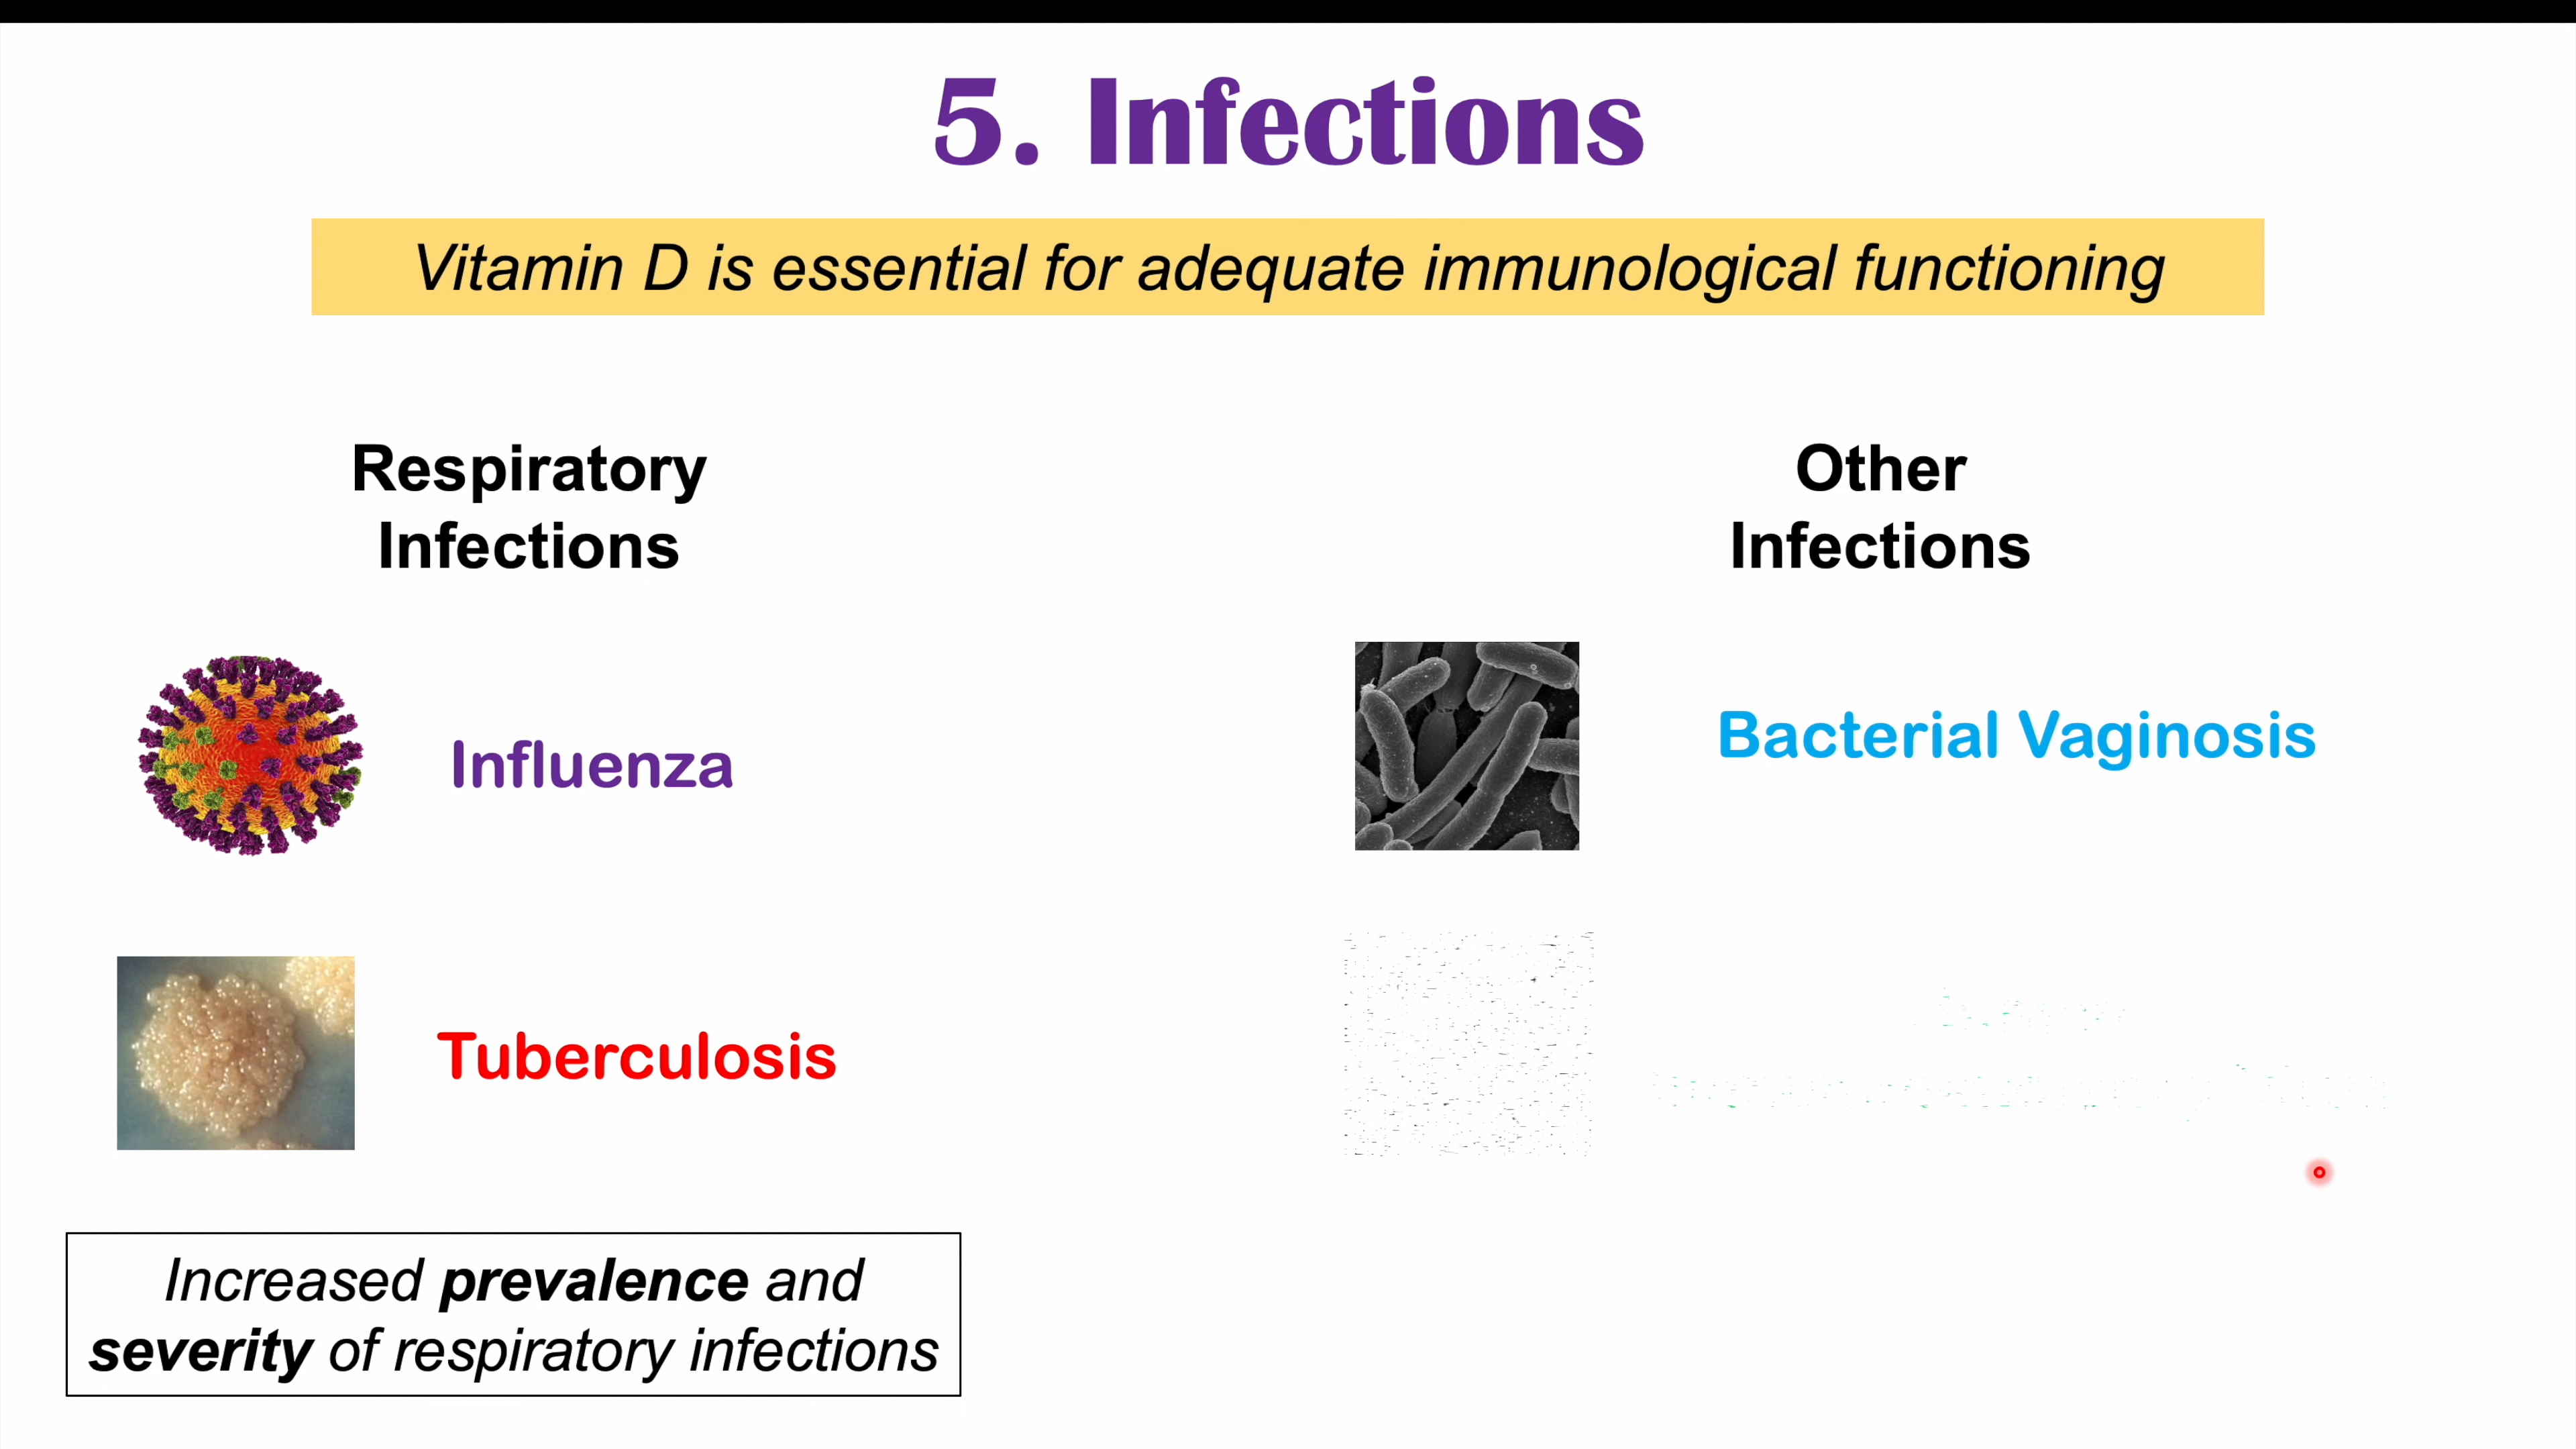 5. Infections
Vitamin D is essential for adequate immunological functioning
Respiratory
Infections
Influenza
Tuberculosis
Increased prevalence and
severity of respiratory infections
Other
Infections
Bacterial Vaginosis